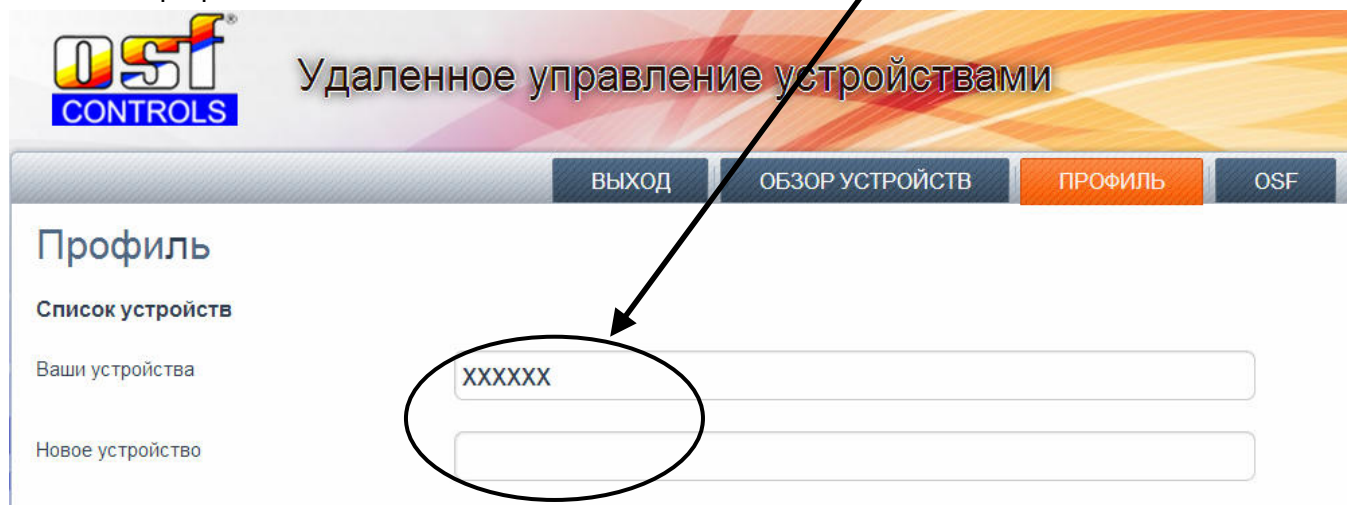 osf®
CONTROLS
Удаленное управление устройствами
ВЫХОД ОБЗОР УСТРОЙСТВ ПРОФИЛЬ OSF
Профиль
Список устройств
Ваши устройства XXXXXX
Новое устройство